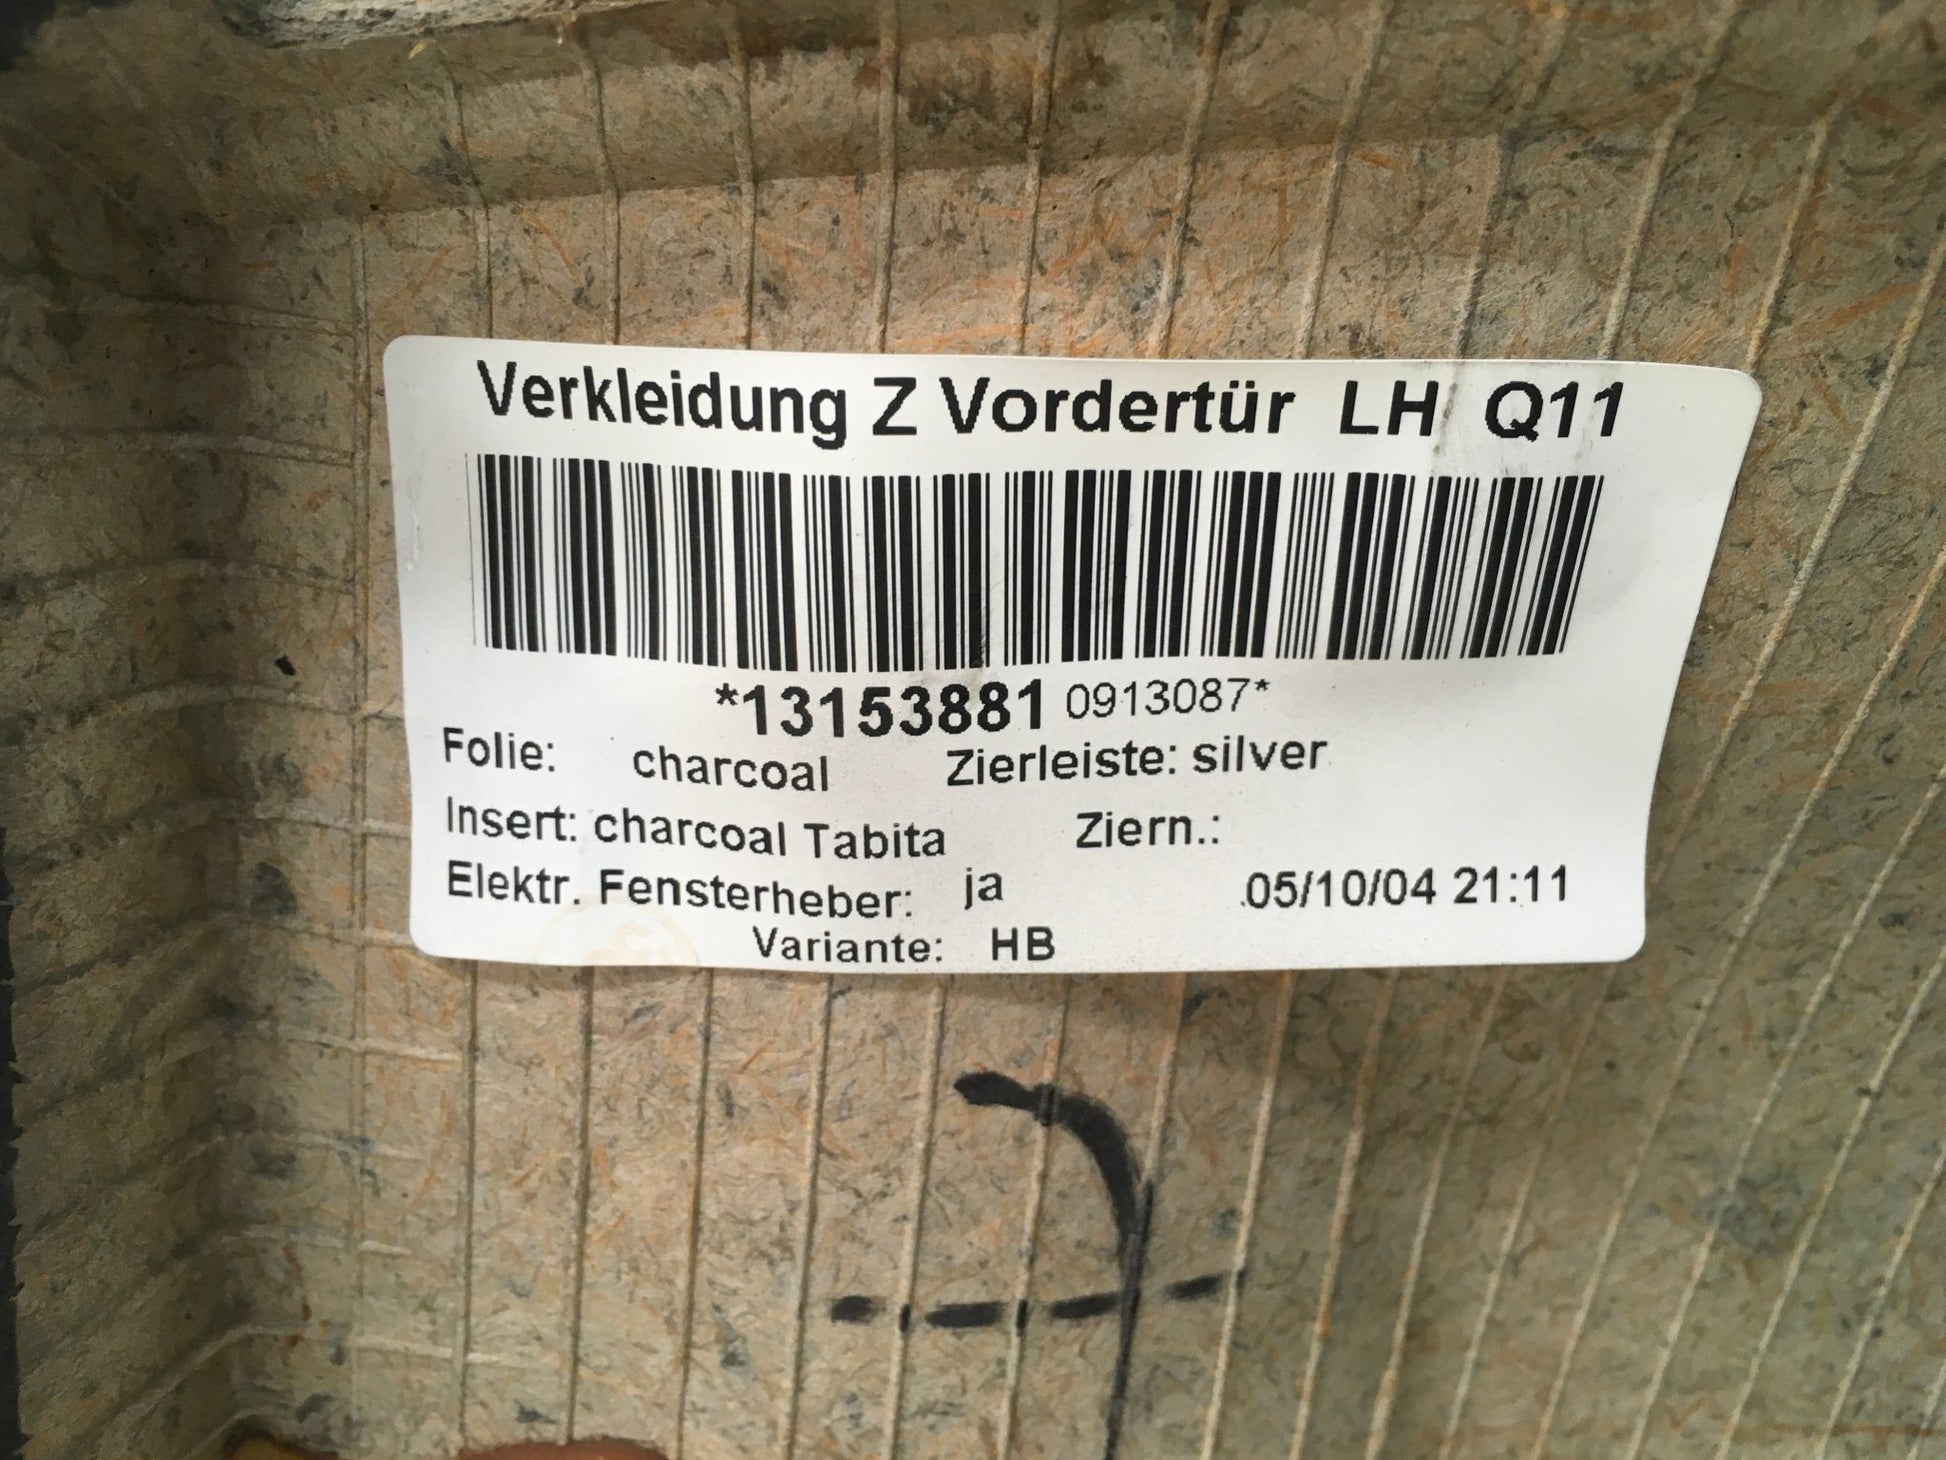 Verkleidung Z Vordertür LH Q11
*13153881 0913087*
Folie: charcoal Zierleiste: silver
Insert: charcoal Tabita Ziern.:
Elektr. Fensterheber: ja 05/10/04 21:11
Variante: HB
7